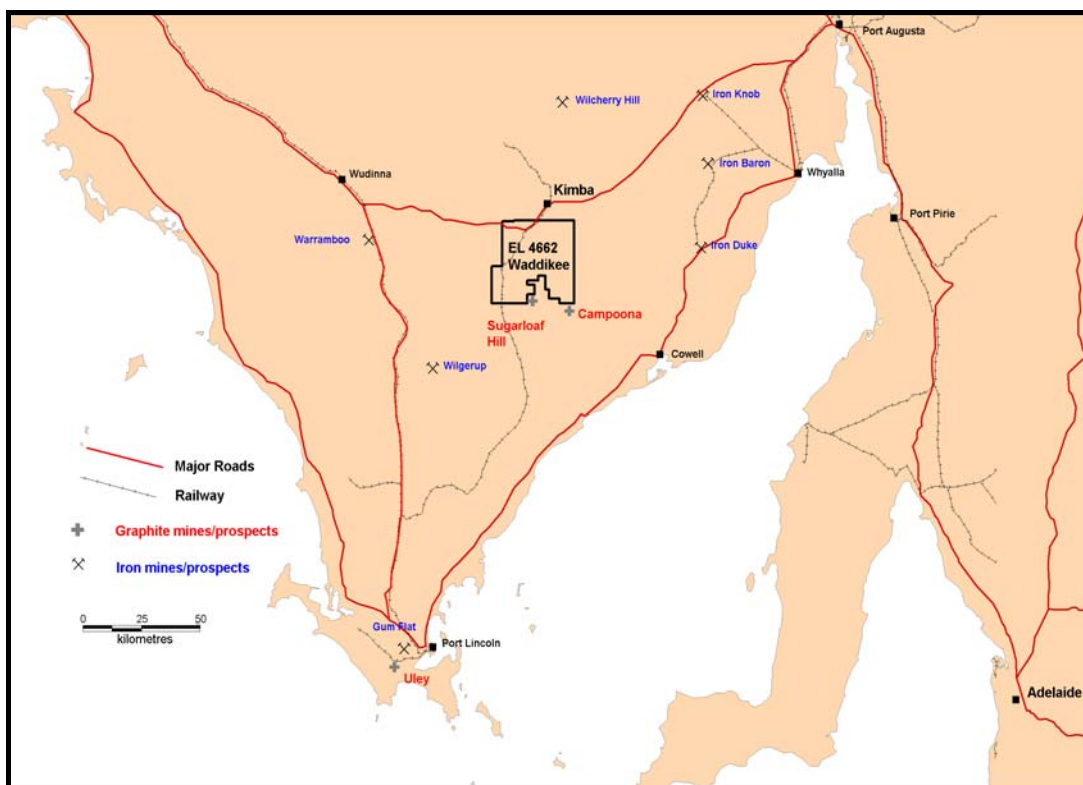 Port Augusta
Wilcherry Hill
Iron Knob
Iron Baron
Wudinna
Whyalla
Kimba
Port Pirie
Warramboo
EL 4662
Waddikee
Iron Duke
Sugarloaf
Hill
Campoona
Cowell
Wilgerup
Major Roads
Railway
Graphite mines/prospects
Iron mines/prospects
0 25 50
kilometres
Gum Flat
Port Lincoln
Uley
Adelaide